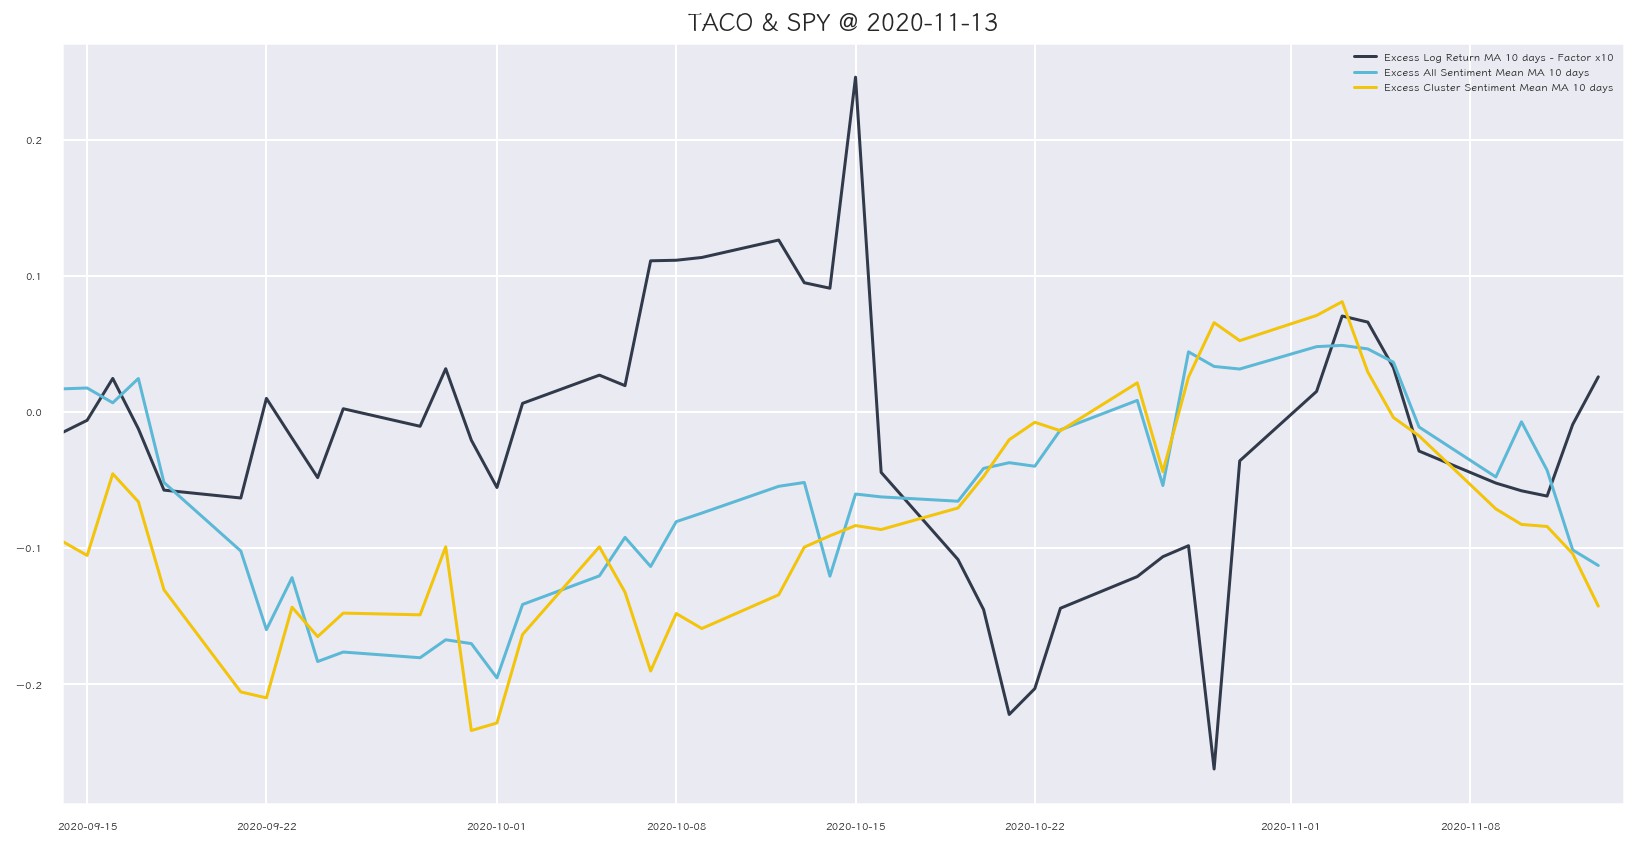 TACO & SPY @ 2020-11-13
Excess Log Return MA 10 days - Factor x10
Excess All Sentiment Mean MA 10 days
Excess Cluster Sentiment Mean MA 10 days
0.2
0.1
0.0
−0.1
−0.2
2020-09-15 2020-09-22 2020-10-01 2020-10-08 2020-10-15 2020-10-22 2020-11-01 2020-11-08